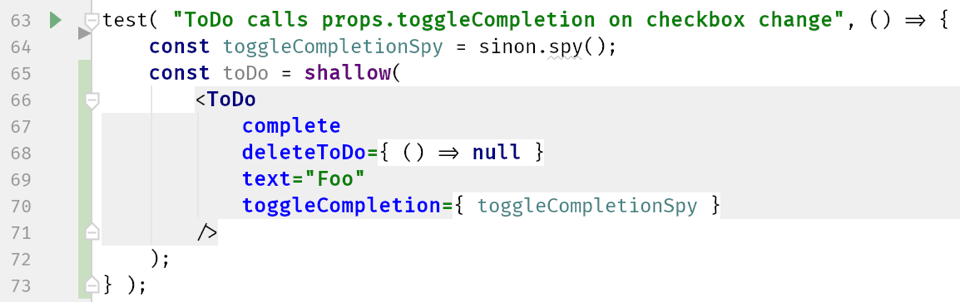 63 test( "ToDo calls props.toggleCompletion on checkbox change", () => {
64     const toggleCompletionSpy = sinon.spy();
65     const toDo = shallow(
66         <ToDo
67             complete
68             deleteToDo={ () => null }
69             text="Foo"
70             toggleCompletion={ toggleCompletionSpy }
71         />
72     );
73 } );